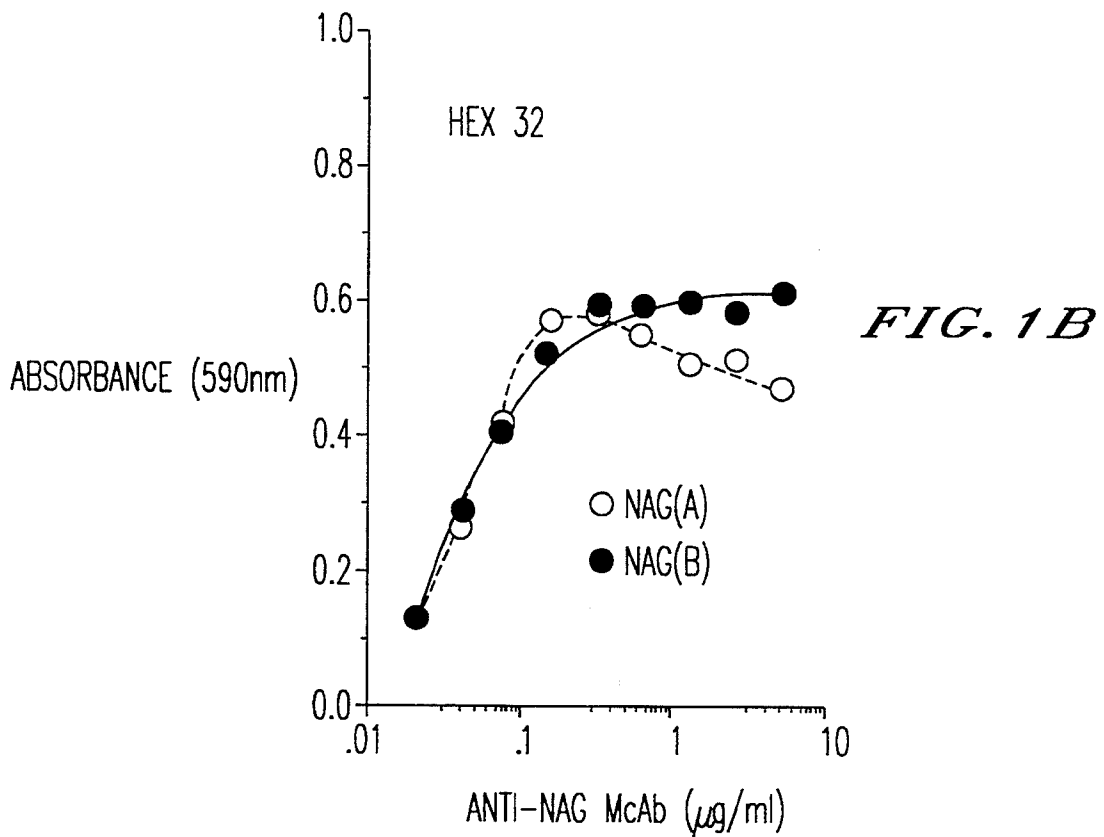 1.0
HEX 32
0.8
0.6
FIG. 1B
ABSORBANCE (590nm)
0.4
NAG(A)
NAG(B)
0.2
0.0
.01 .1 1 10
ANTI-NAG McAb (µg/ml)